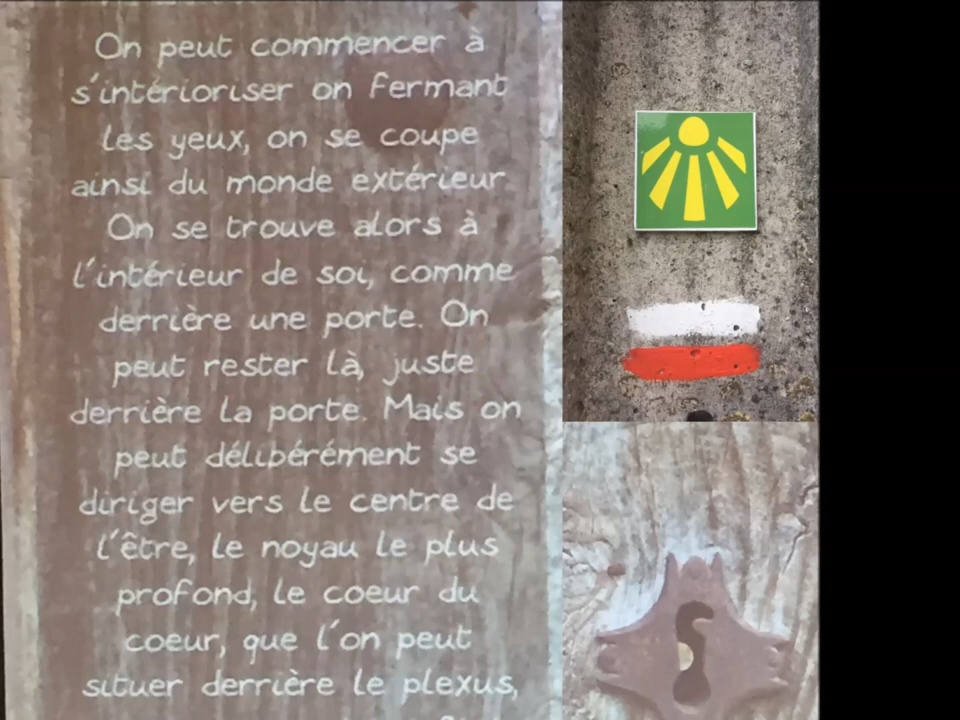 On peut commencer à
s'intérioriser on fermant
les yeux, on se coupe
ainsi du monde extérieur.
On se trouve alors à
l'intérieur de soi, comme
derrière une porte. On
peut rester là, juste
derrière la porte. Mais on
peut délibérément se
diriger vers le centre de
l'être, le noyau le plus
profond, le coeur du
coeur, que l'on peut
situer derrière le plexus,